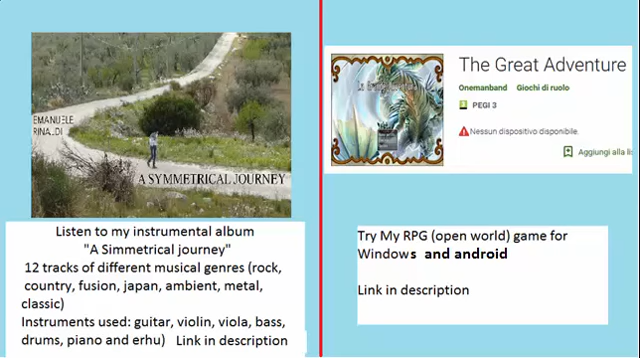 EMANUELE
RINALDI
A SYMMETRICAL JOURNEY
Listen to my instrumental album
"A Simmetrical journey"
12 tracks of different musical genres (rock,
country, fusion, japan, ambient, metal,
classic)
Instruments used: guitar, violin, viola, bass,
drums, piano and erhu) Link in description
The Great Adventure
Onemanband Giochi di ruolo
PEGI 3
Nessun dispositivo disponibile.
Aggiungi alla lis
Try My RPG (open world) game for
Windows and android
Link in description